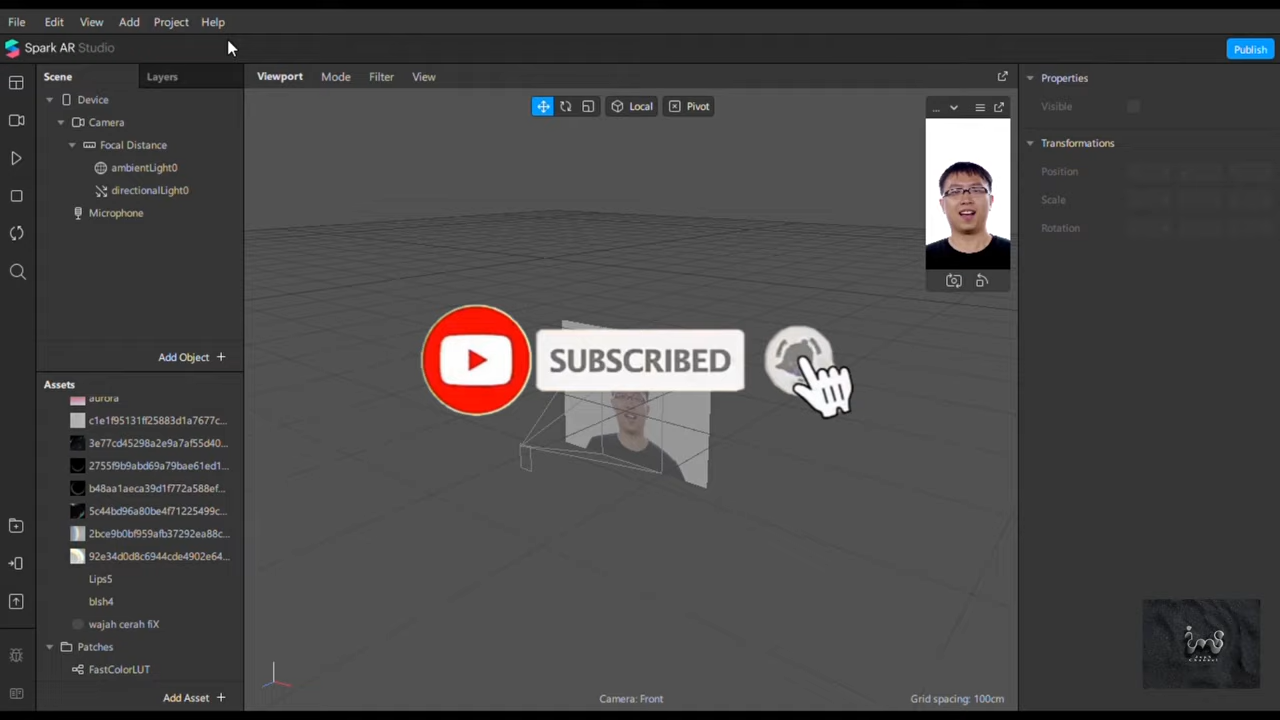 File Edit View Add Project Help
Spark AR Studio
Publish
Scene Layers
Viewport Mode Filter View
Properties
Visible
Transformations
Position
Scale
Rotation
Local Pivot
...
Device
Camera
Focal Distance
ambientLight0
directionalLight0
Microphone
Add Object +
SUBSCRIBED
Assets
aurora
c1e1f95131ff25883d1a7677c...
3e77cd45298a2e9a7af55d40...
2755f9b9abd69a79bae61ed1...
b48aa1aeca39d1f772a588ef...
5c44bd96a80be4f71225499c...
2bce9b0bf959afb37292ea88c...
92e34d0d8c6944cde4902e64...
Lips5
blsh4
wajah cerah fiX
Patches
FastColorLUT
Add Asset +
Camera: Front
Grid spacing: 100cm